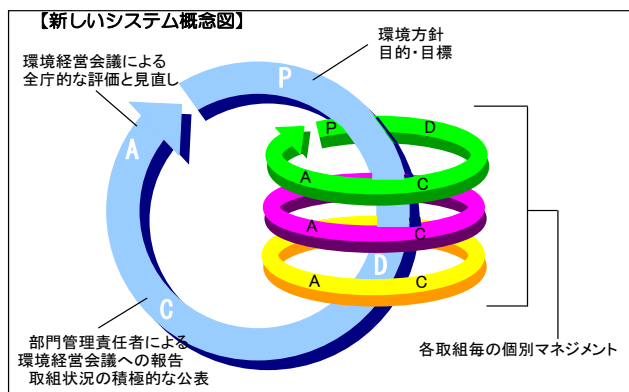 【新しいシステム概念図】
環境経営会議による
全庁的な評価と見直し
環境方針
目的・目標
P
A
D
C
P
D
A
C
A
C
A
C
部門管理責任者による
環境経営会議への報告
取組状況の積極的な公表
各取組毎の個別マネジメント